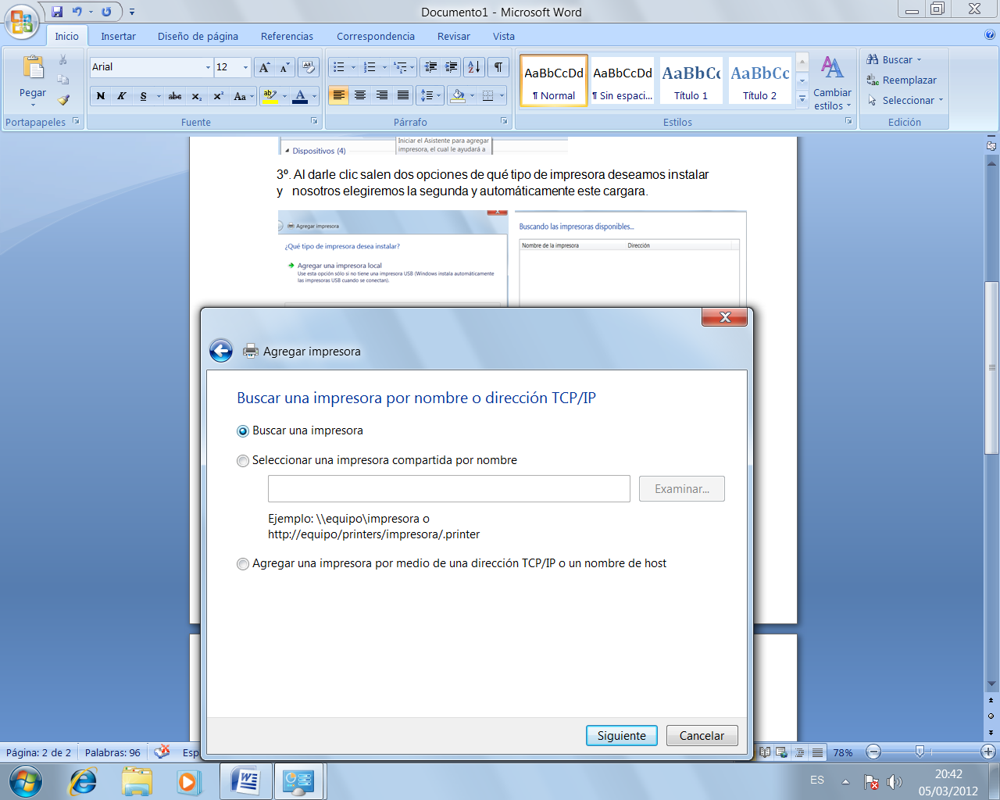 Documento1 - Microsoft Word
Inicio Insertar Diseño de página Referencias Correspondencia Revisar Vista
Pegar
Portapapeles
Arial 12
N K S abc x₂ x² Aa
Fuente
Párrafo
AaBbCcDd AaBbCcDd AaBbCc AaBbCc
¶ Normal ¶ Sin espaci... Título 1 Título 2
Cambiar
estilos
Estilos
Buscar
Reemplazar
Seleccionar
Edición
Iniciar el Asistente para agregar
impresora, el cual le ayudará a
Dispositivos (4)
3º. Al darle clic salen dos opciones de qué tipo de impresora deseamos instalar
y nosotros elegiremos la segunda y automáticamente este cargara.
Agregar impresora
¿Qué tipo de impresora desea instalar?
Agregar una impresora local
Use esta opción sólo si no tiene una impresora USB (Windows instala automáticamente
las impresoras USB cuando se conectan).
Buscando las impresoras disponibles...
Nombre de la impresora Dirección
Agregar impresora
Buscar una impresora por nombre o dirección TCP/IP
Buscar una impresora
Seleccionar una impresora compartida por nombre
Examinar...
Ejemplo: \\equipo\impresora o
http://equipo/printers/impresora/.printer
Agregar una impresora por medio de una dirección TCP/IP o un nombre de host
Siguiente Cancelar
Página: 2 de 2 Palabras: 96 Esp 78%
ES
20:42
05/03/2012